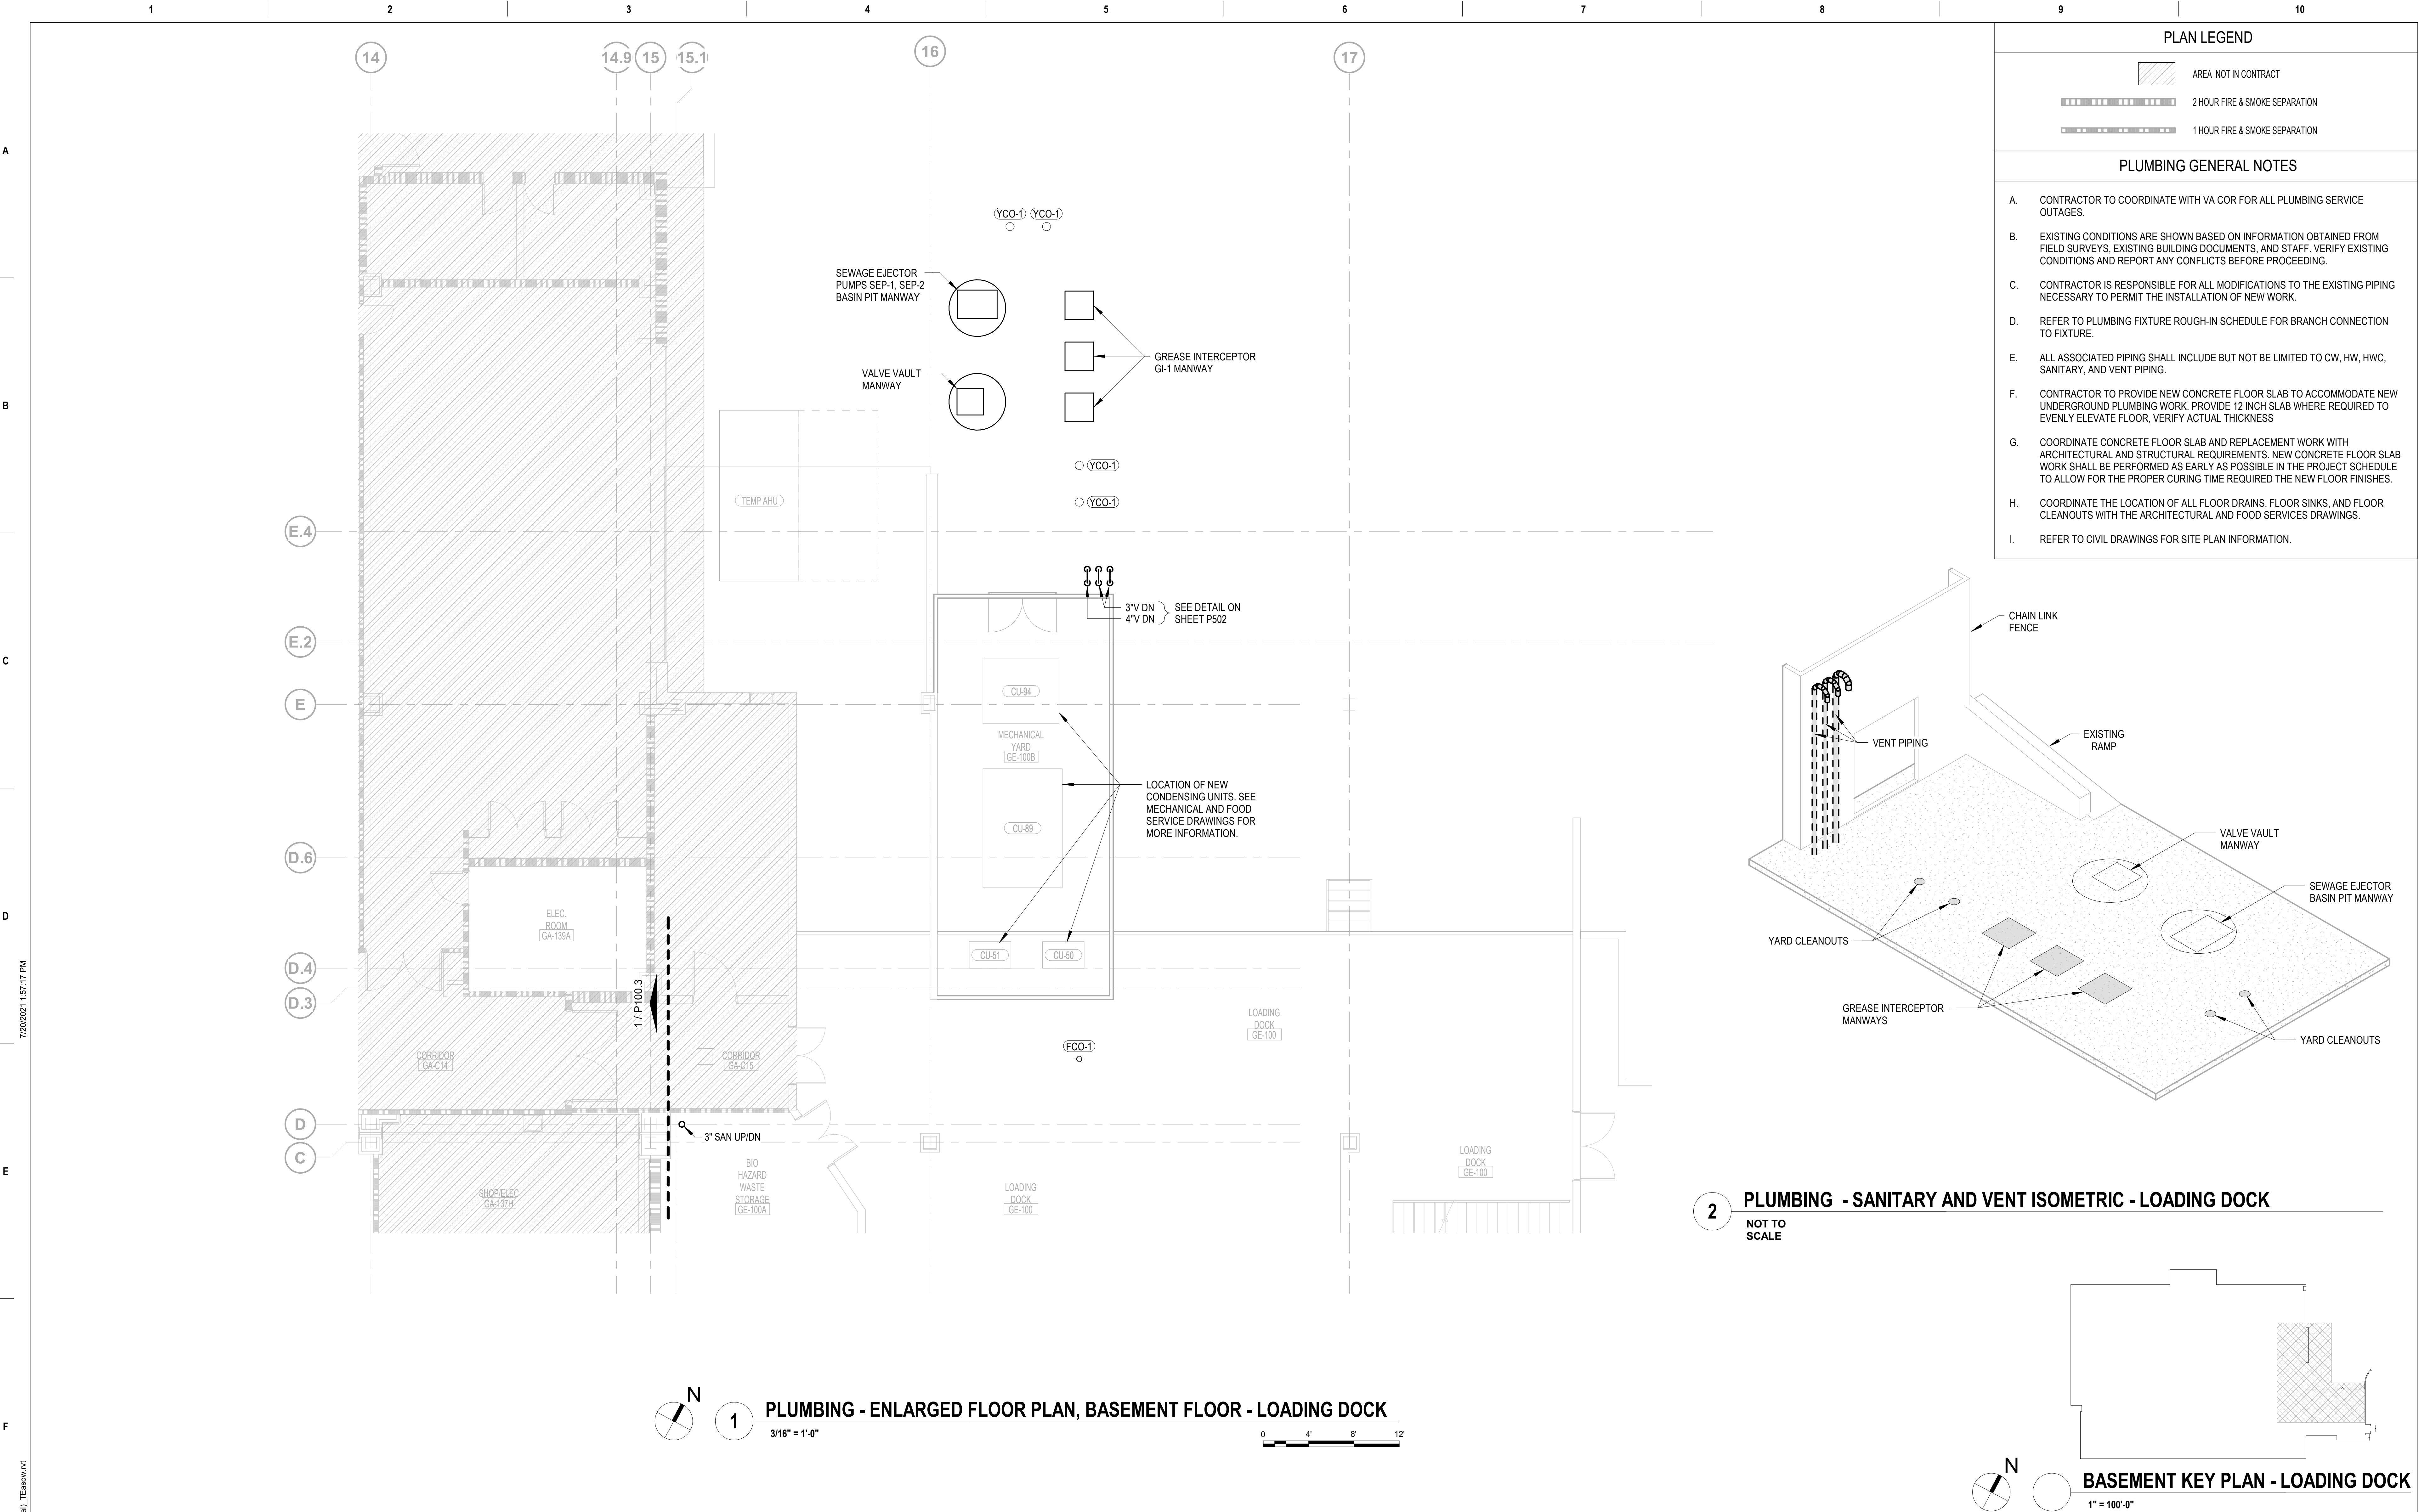 1 2 3 4 5 6 7 8 9 10
A
B
C
D
E
F
14
14.9
15
15.1
16
17
E.4
E.2
E
D.6
D.4
D.3
D
C
YCO-1
YCO-1
SEWAGE EJECTOR
PUMPS SEP-1, SEP-2
BASIN PIT MANWAY
VALVE VAULT
MANWAY
GREASE INTERCEPTOR
GI-1 MANWAY
YCO-1
YCO-1
TEMP AHU
3"V DN
4"V DN
SEE DETAIL ON
SHEET P502
CU-94
MECHANICAL
YARD
GE-100B
CU-89
LOCATION OF NEW
CONDENSING UNITS. SEE
MECHANICAL AND FOOD
SERVICE DRAWINGS FOR
MORE INFORMATION.
CU-51
CU-50
ELEC.
ROOM
GA-139A
1 / P100.3
CORRIDOR
GA-C14
CORRIDOR
GA-C15
FCO-1
LOADING
DOCK
GE-100
3" SAN UP/DN
BIO
HAZARD
WASTE
STORAGE
GE-100A
SHOP/ELEC
GA-137H
LOADING
DOCK
GE-100
LOADING
DOCK
GE-100
N
1
PLUMBING - ENLARGED FLOOR PLAN, BASEMENT FLOOR - LOADING DOCK
3/16" = 1'-0"
0 4' 8' 12'
PLAN LEGEND
AREA NOT IN CONTRACT
2 HOUR FIRE & SMOKE SEPARATION
1 HOUR FIRE & SMOKE SEPARATION
PLUMBING GENERAL NOTES
A. CONTRACTOR TO COORDINATE WITH VA COR FOR ALL PLUMBING SERVICE
OUTAGES.
B. EXISTING CONDITIONS ARE SHOWN BASED ON INFORMATION OBTAINED FROM
FIELD SURVEYS, EXISTING BUILDING DOCUMENTS, AND STAFF. VERIFY EXISTING
CONDITIONS AND REPORT ANY CONFLICTS BEFORE PROCEEDING.
C. CONTRACTOR IS RESPONSIBLE FOR ALL MODIFICATIONS TO THE EXISTING PIPING
NECESSARY TO PERMIT THE INSTALLATION OF NEW WORK.
D. REFER TO PLUMBING FIXTURE ROUGH-IN SCHEDULE FOR BRANCH CONNECTION
TO FIXTURE.
E. ALL ASSOCIATED PIPING SHALL INCLUDE BUT NOT BE LIMITED TO CW, HW, HWC,
SANITARY, AND VENT PIPING.
F. CONTRACTOR TO PROVIDE NEW CONCRETE FLOOR SLAB TO ACCOMMODATE NEW
UNDERGROUND PLUMBING WORK. PROVIDE 12 INCH SLAB WHERE REQUIRED TO
EVENLY ELEVATE FLOOR, VERIFY ACTUAL THICKNESS
G. COORDINATE CONCRETE FLOOR SLAB AND REPLACEMENT WORK WITH
ARCHITECTURAL AND STRUCTURAL REQUIREMENTS. NEW CONCRETE FLOOR SLAB
WORK SHALL BE PERFORMED AS EARLY AS POSSIBLE IN THE PROJECT SCHEDULE
TO ALLOW FOR THE PROPER CURING TIME REQUIRED THE NEW FLOOR FINISHES.
H. COORDINATE THE LOCATION OF ALL FLOOR DRAINS, FLOOR SINKS, AND FLOOR
CLEANOUTS WITH THE ARCHITECTURAL AND FOOD SERVICES DRAWINGS.
I. REFER TO CIVIL DRAWINGS FOR SITE PLAN INFORMATION.
CHAIN LINK
FENCE
VENT PIPING
EXISTING
RAMP
VALVE VAULT
MANWAY
SEWAGE EJECTOR
BASIN PIT MANWAY
YARD CLEANOUTS
GREASE INTERCEPTOR
MANWAYS
YARD CLEANOUTS
2
PLUMBING - SANITARY AND VENT ISOMETRIC - LOADING DOCK
NOT TO
SCALE
N
BASEMENT KEY PLAN - LOADING DOCK
1" = 100'-0"
7/20/2021 1:57:17 PM
al)_TEasow.rvt